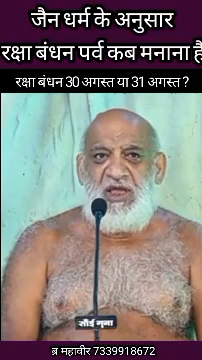 जैन धर्म के अनुसार
रक्षा बंधन पर्व कब मनाना है
रक्षा बंधन 30 अगस्त या 31 अगस्त ?
ब्र महावीर 7339918672